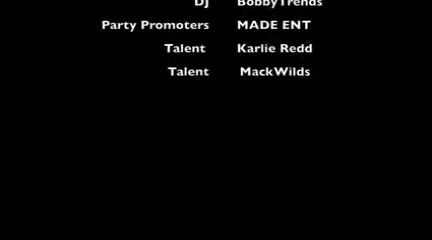 DJ BobbyTrends
Party Promoters MADE ENT
Talent Karlie Redd
Talent MackWilds